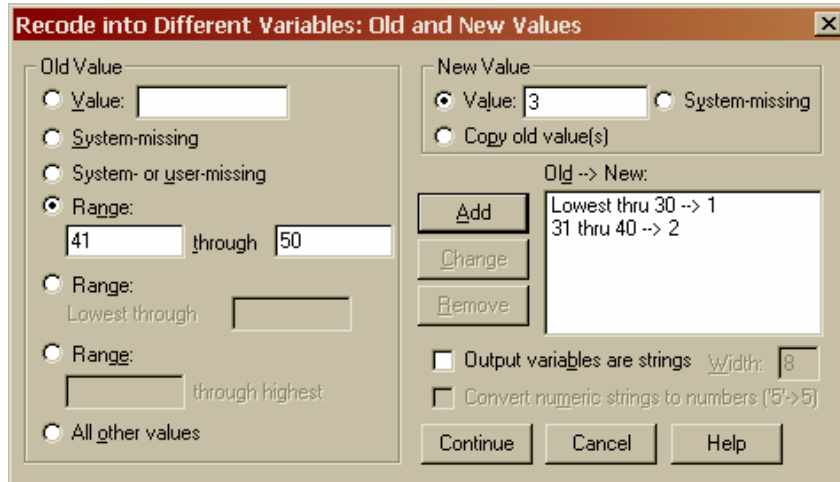 Recode into Different Variables: Old and New Values
Old Value
Value:
System-missing
System- or user-missing
Range:
41 through 50
Range:
Lowest through
Range:
through highest
All other values
New Value
Value: 3 System-missing
Copy old value(s)
Old --> New:
Add
Change
Remove
Lowest thru 30 --> 1
31 thru 40 --> 2
Output variables are strings Width: 8
Convert numeric strings to numbers ('5'->5)
Continue Cancel Help